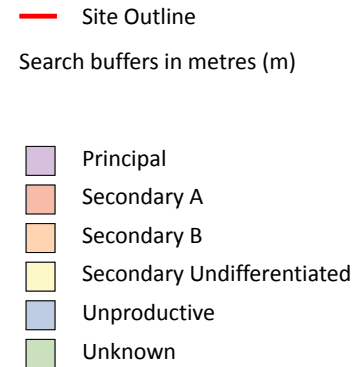 Site Outline
Search buffers in metres (m)
Principal
Secondary A
Secondary B
Secondary Undifferentiated
Unproductive
Unknown